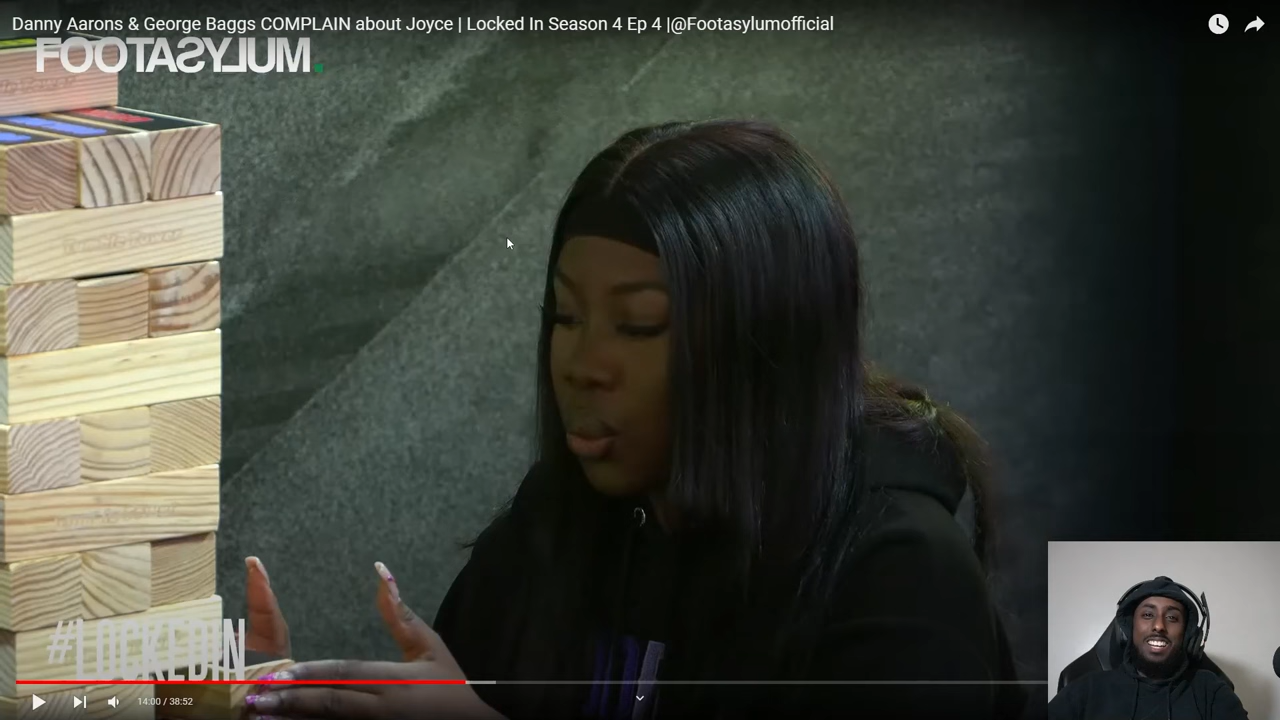 Danny Aarons & George Baggs COMPLAIN about Joyce | Locked In Season 4 Ep 4 |@Footasylumofficial
FOOTASYLUM.
#LOCKEDIN
14:00 / 38:52